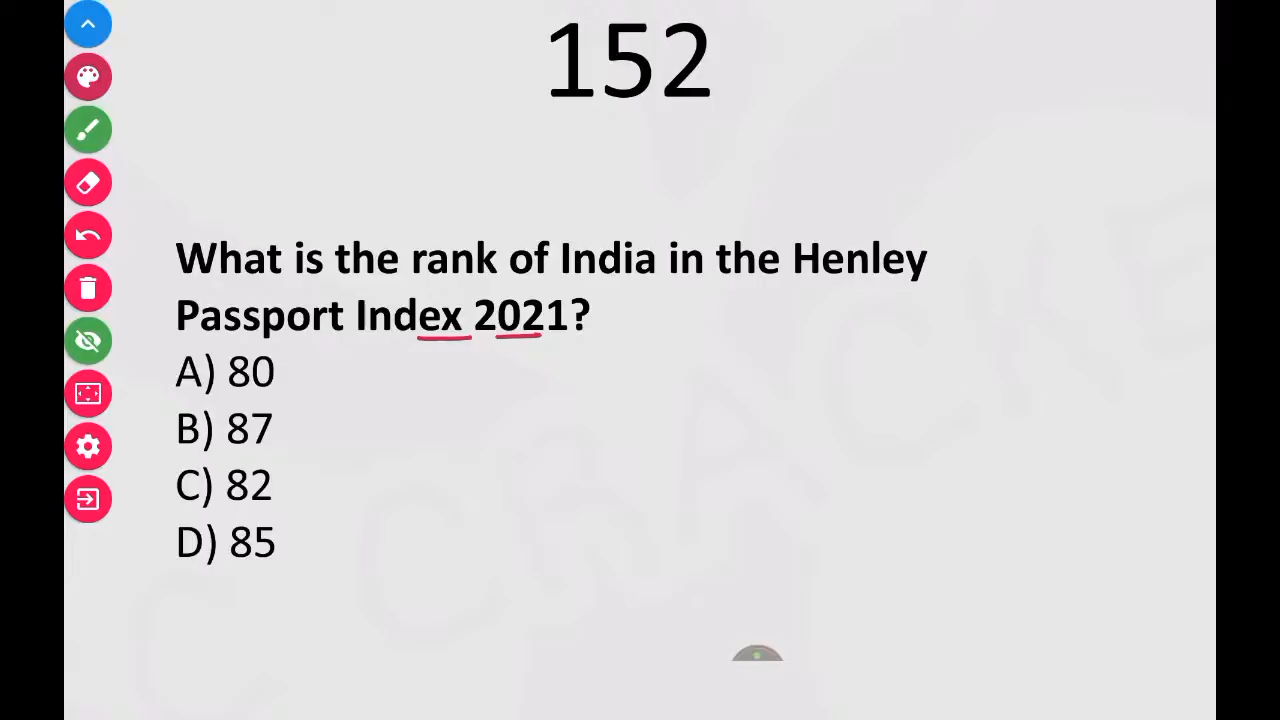 152
What is the rank of India in the Henley
Passport Index 2021?
A) 80
B) 87
C) 82
D) 85